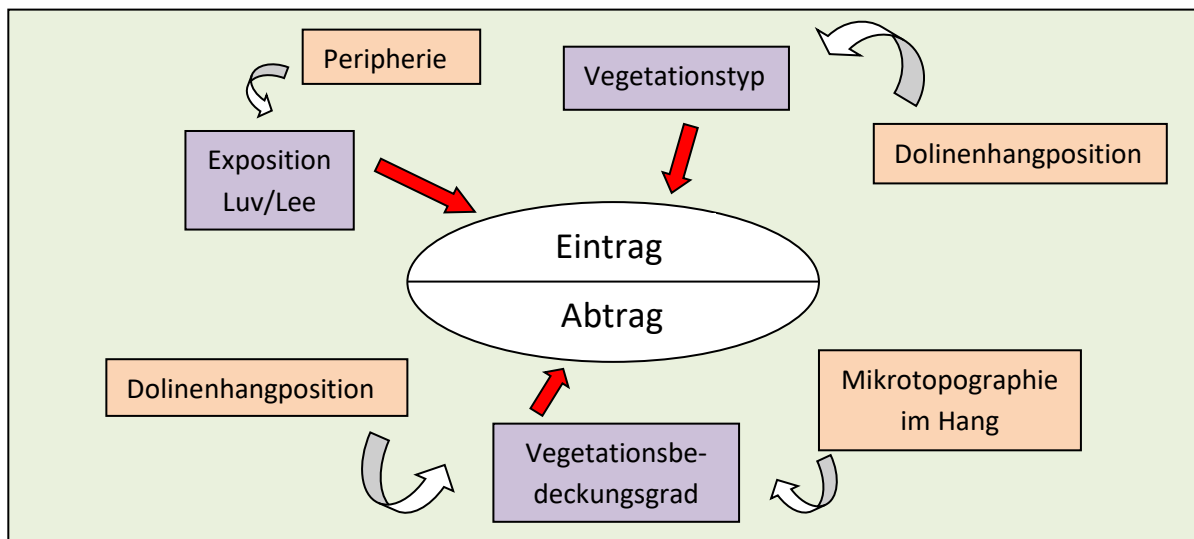 Peripherie
Vegetationstyp
Exposition
Luv/Lee
Dolinenhangposition
Eintrag
Abtrag
Dolinenhangposition
Mikrotopographie
im Hang
Vegetationsbe-
deckungsgrad